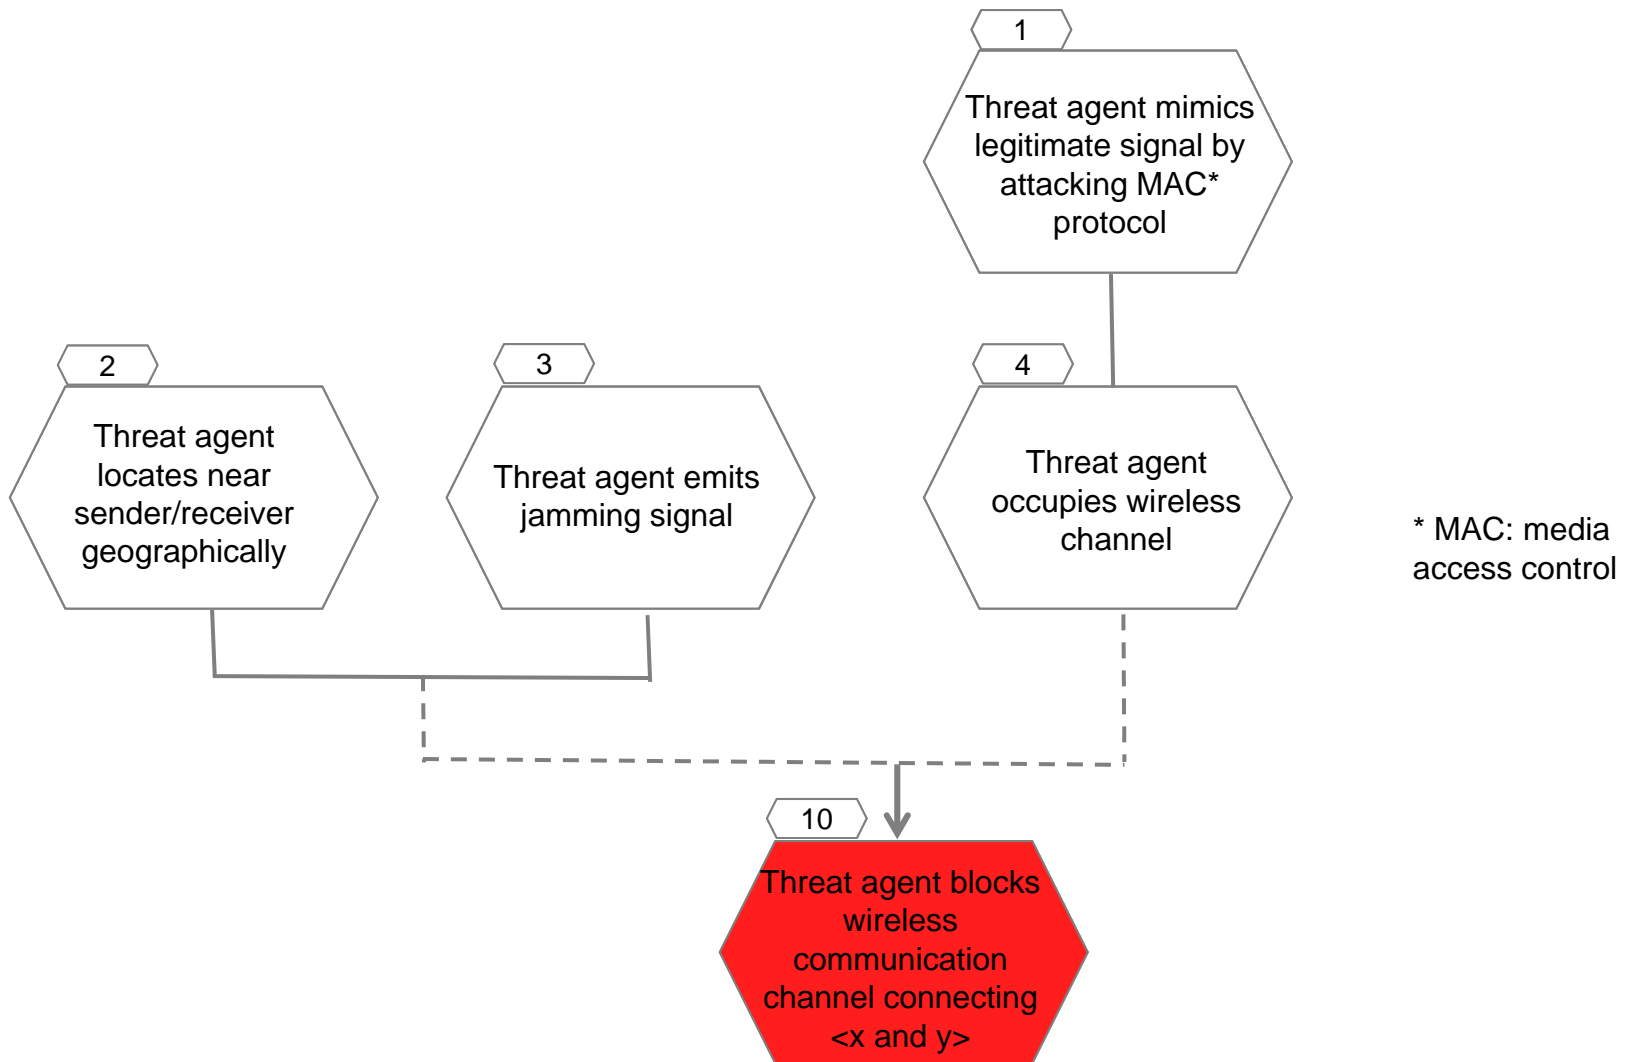 1
Threat agent mimics
legitimate signal by
attacking MAC*
protocol
2
Threat agent
locates near
sender/receiver
geographically
3
Threat agent emits
jamming signal
4
Threat agent
occupies wireless
channel
* MAC: media
access control
10
Threat agent blocks
wireless
communication
channel connecting
<x and y>